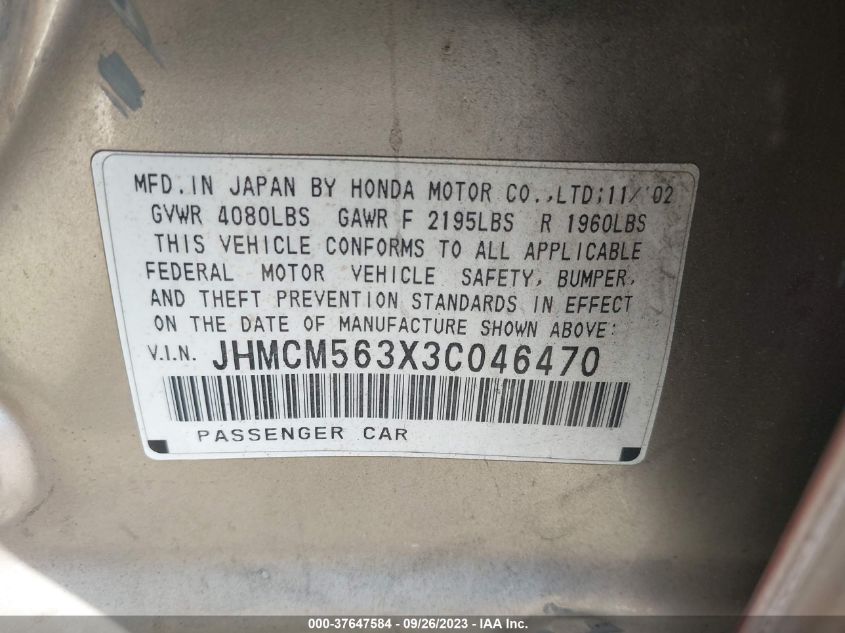 MFD. IN JAPAN BY HONDA MOTOR CO., LTD; 11/'02
GVWR 4080LBS GAWR F 2195LBS R 1960LBS
THIS VEHICLE CONFORMS TO ALL APPLICABLE
FEDERAL MOTOR VEHICLE SAFETY, BUMPER,
AND THEFT PREVENTION STANDARDS IN EFFECT
ON THE DATE OF MANUFACTURE SHOWN ABOVE:
V.I.N. JHMCM563X3C046470
PASSENGER CAR
000-37647584 / 09/26/2023 - IAA Inc.